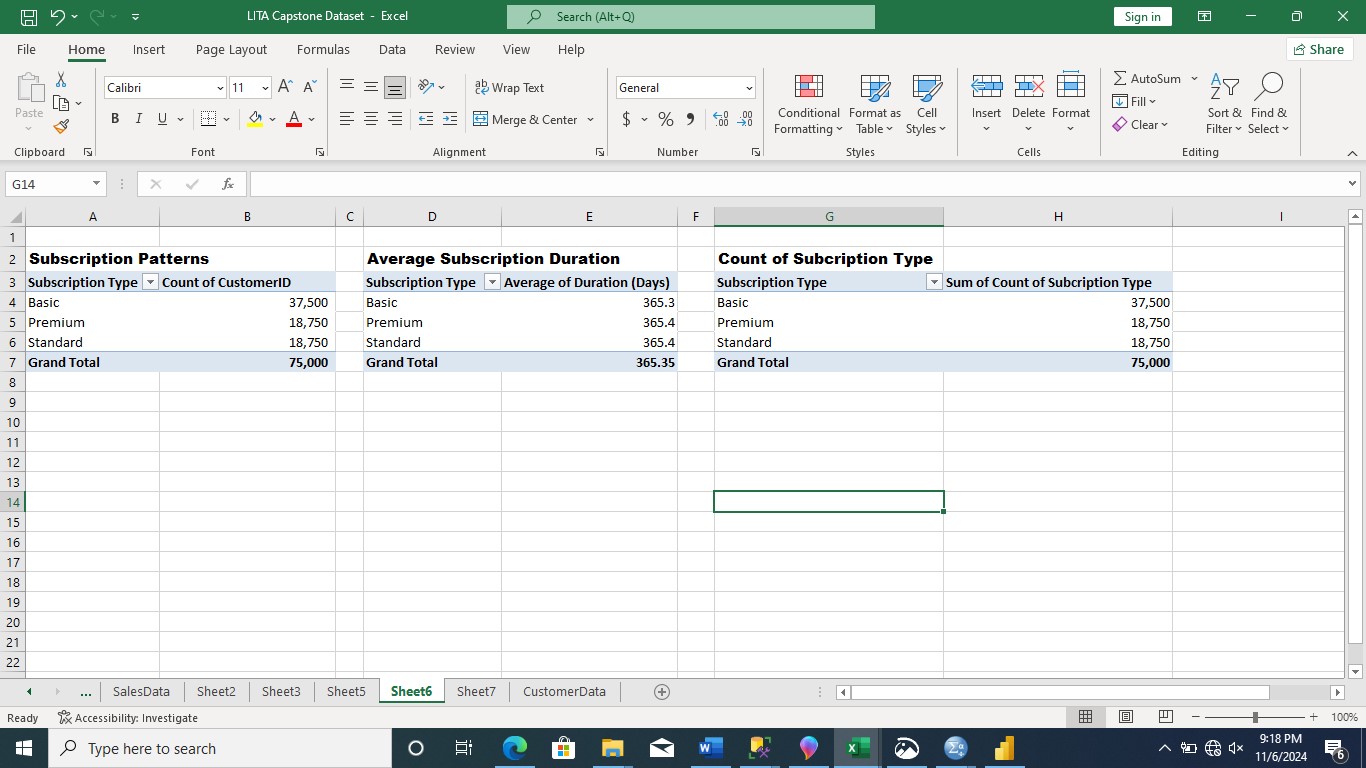 LITA Capstone Dataset - Excel
Search (Alt+Q)
Sign in
File Home Insert Page Layout Formulas Data Review View Help
Share
Paste
Calibri 11
B I U
A A
ab Wrap Text
Merge & Center
General
$ % 9
Conditional Formatting
Format as Table
Cell Styles
Insert Delete Format
AutoSum
Fill
Clear
Sort & Filter
Find & Select
Clipboard Font Alignment Number Styles Cells Editing
G14
fx
A B C D E F G H I
1
2 Subscription Patterns Average Subscription Duration Count of Subcription Type
3 Subscription Type Count of CustomerID Subscription Type Average of Duration (Days) Subscription Type Sum of Count of Subcription Type
4 Basic 37,500 Basic 365.3 Basic 37,500
5 Premium 18,750 Premium 365.4 Premium 18,750
6 Standard 18,750 Standard 365.4 Standard 18,750
7 Grand Total 75,000 Grand Total 365.35 Grand Total 75,000
8
9
10
11
12
13
14
15
16
17
18
19
20
21
22
... SalesData Sheet2 Sheet3 Sheet5 Sheet6 Sheet7 CustomerData
Ready Accessibility: Investigate
100%
Type here to search
9:18 PM
11/6/2024
6